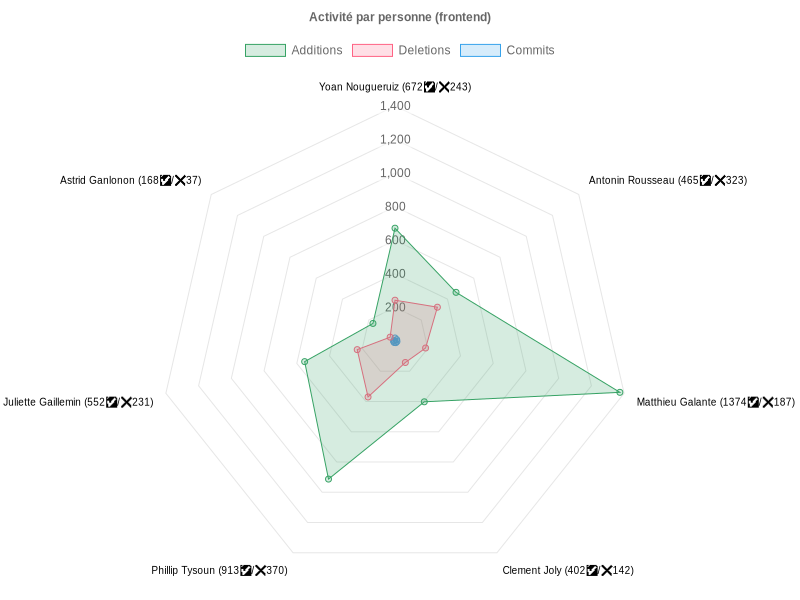 Activité par personne (frontend)
Additions Deletions Commits
Yoan Nougueruiz (672✅/❌243)
1,400
1,200
1,000
800
600
400
200
Astrid Ganlonon (168✅/❌37)
Antonin Rousseau (465✅/❌323)
Juliette Gaillemin (552✅/❌231)
Matthieu Galante (1374✅/❌187)
Phillip Tysoun (913✅/❌370)
Clement Joly (402✅/❌142)